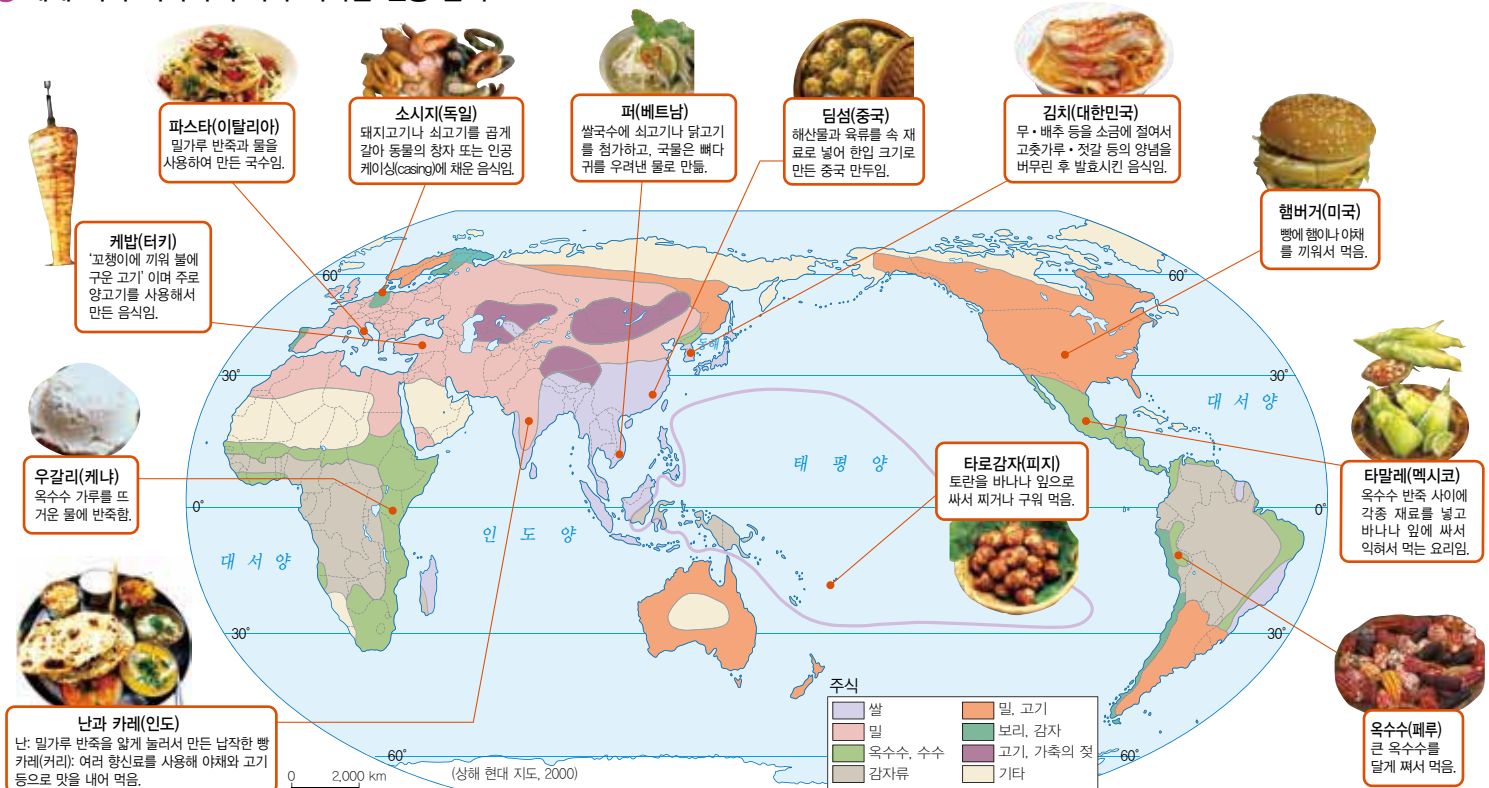 파스타(이탈리아)
밀가루 반죽과 물을
사용하여 만든 국수임.
소시지(독일)
돼지고기나 쇠고기를 곱게
갈아 동물의 창자 또는 인공
케이싱(casing)에 채운 음식임.
퍼(베트남)
쌀국수에 쇠고기나 닭고기
를 첨가하고, 국물은 뼈다
귀를 우려낸 물로 만듦.
딤섬(중국)
해산물과 육류를 속 재
료로 넣어 한입 크기로
만든 중국 만두임.
김치(대한민국)
무·배추 등을 소금에 절여서
고춧가루·젓갈 등의 양념을
버무린 후 발효시킨 음식임.
햄버거(미국)
빵에 햄이나 야채
를 끼워서 먹음.
케밥(터키)
‘꼬챙이에 끼워 불에
구운 고기’ 이며 주로
양고기를 사용해서
만든 음식임.
우갈리(케냐)
옥수수 가루를 뜨
거운 물에 반죽함.
난과 카레(인도)
난: 밀가루 반죽을 얇게 눌러서 만든 납작한 빵
카레(커리): 여러 향신료를 사용해 야채와 고기
등으로 맛을 내어 먹음.
타로감자(피지)
토란을 바나나 잎으로
싸서 찌거나 구워 먹음.
타말레(멕시코)
옥수수 반죽 사이에
각종 재료를 넣고
바나나 잎에 싸서
익혀서 먹는 요리임.
옥수수(페루)
큰 옥수수를
달게 쪄서 먹음.
60°
60°
30°
30°
0°
0°
30°
30°
60°
60°
동해
대서양
태평양
인도양
대서양
0 2,000 km
(상해 현대 지도, 2000)
주식
쌀
밀
옥수수, 수수
감자류
밀, 고기
보리, 감자
고기, 가축의 젖
기타